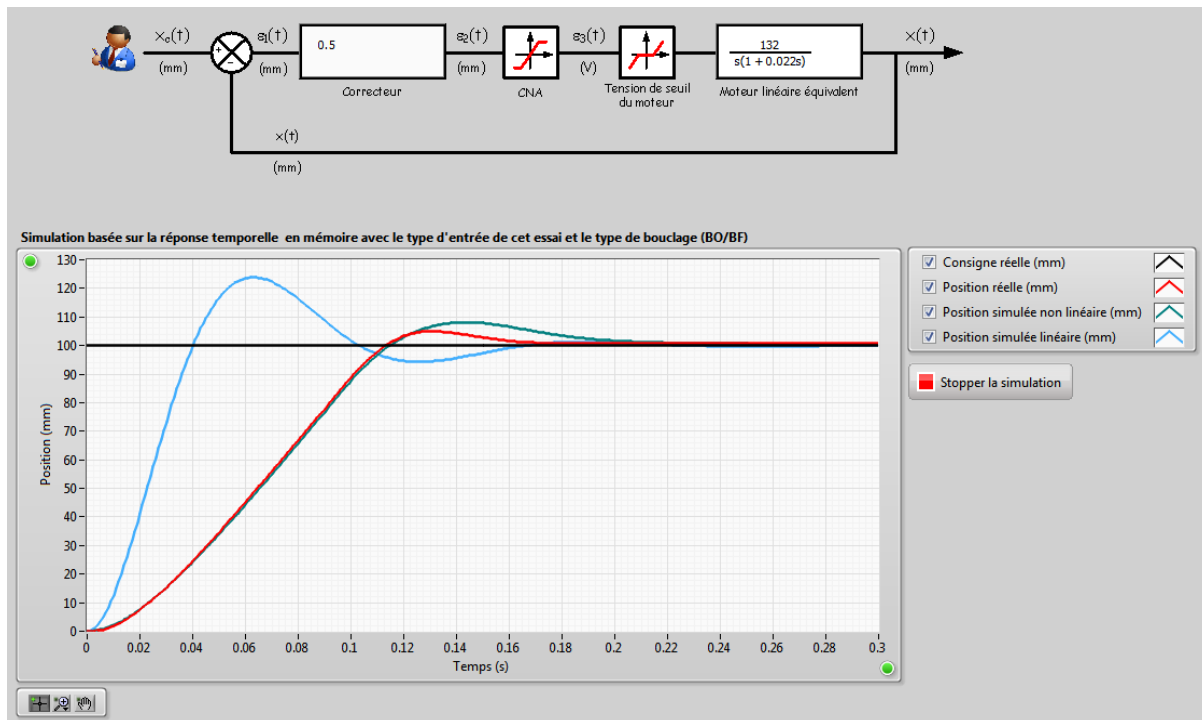 x_c(t)
(mm)
+
-
ε₁(t)
(mm)
0.5
Correcteur
ε₂(t)
(mm)
CNA
ε₃(t)
(V)
Tension de seuil
du moteur
132
s(1+0.022s)
Moteur linéaire équivalent
x(t)
(mm)
x(t)
(mm)
Simulation basée sur la réponse temporelle en mémoire avec le type d'entrée de cet essai et le type de bouclage (BO/BF)
Position (mm)
130
120
110
100
90
80
70
60
50
40
30
20
10
0
0 0.02 0.04 0.06 0.08 0.1 0.12 0.14 0.16 0.18 0.2 0.22 0.24 0.26 0.28 0.3
Temps (s)
Consigne réelle (mm)
Position réelle (mm)
Position simulée non linéaire (mm)
Position simulée linéaire (mm)
Stopper la simulation